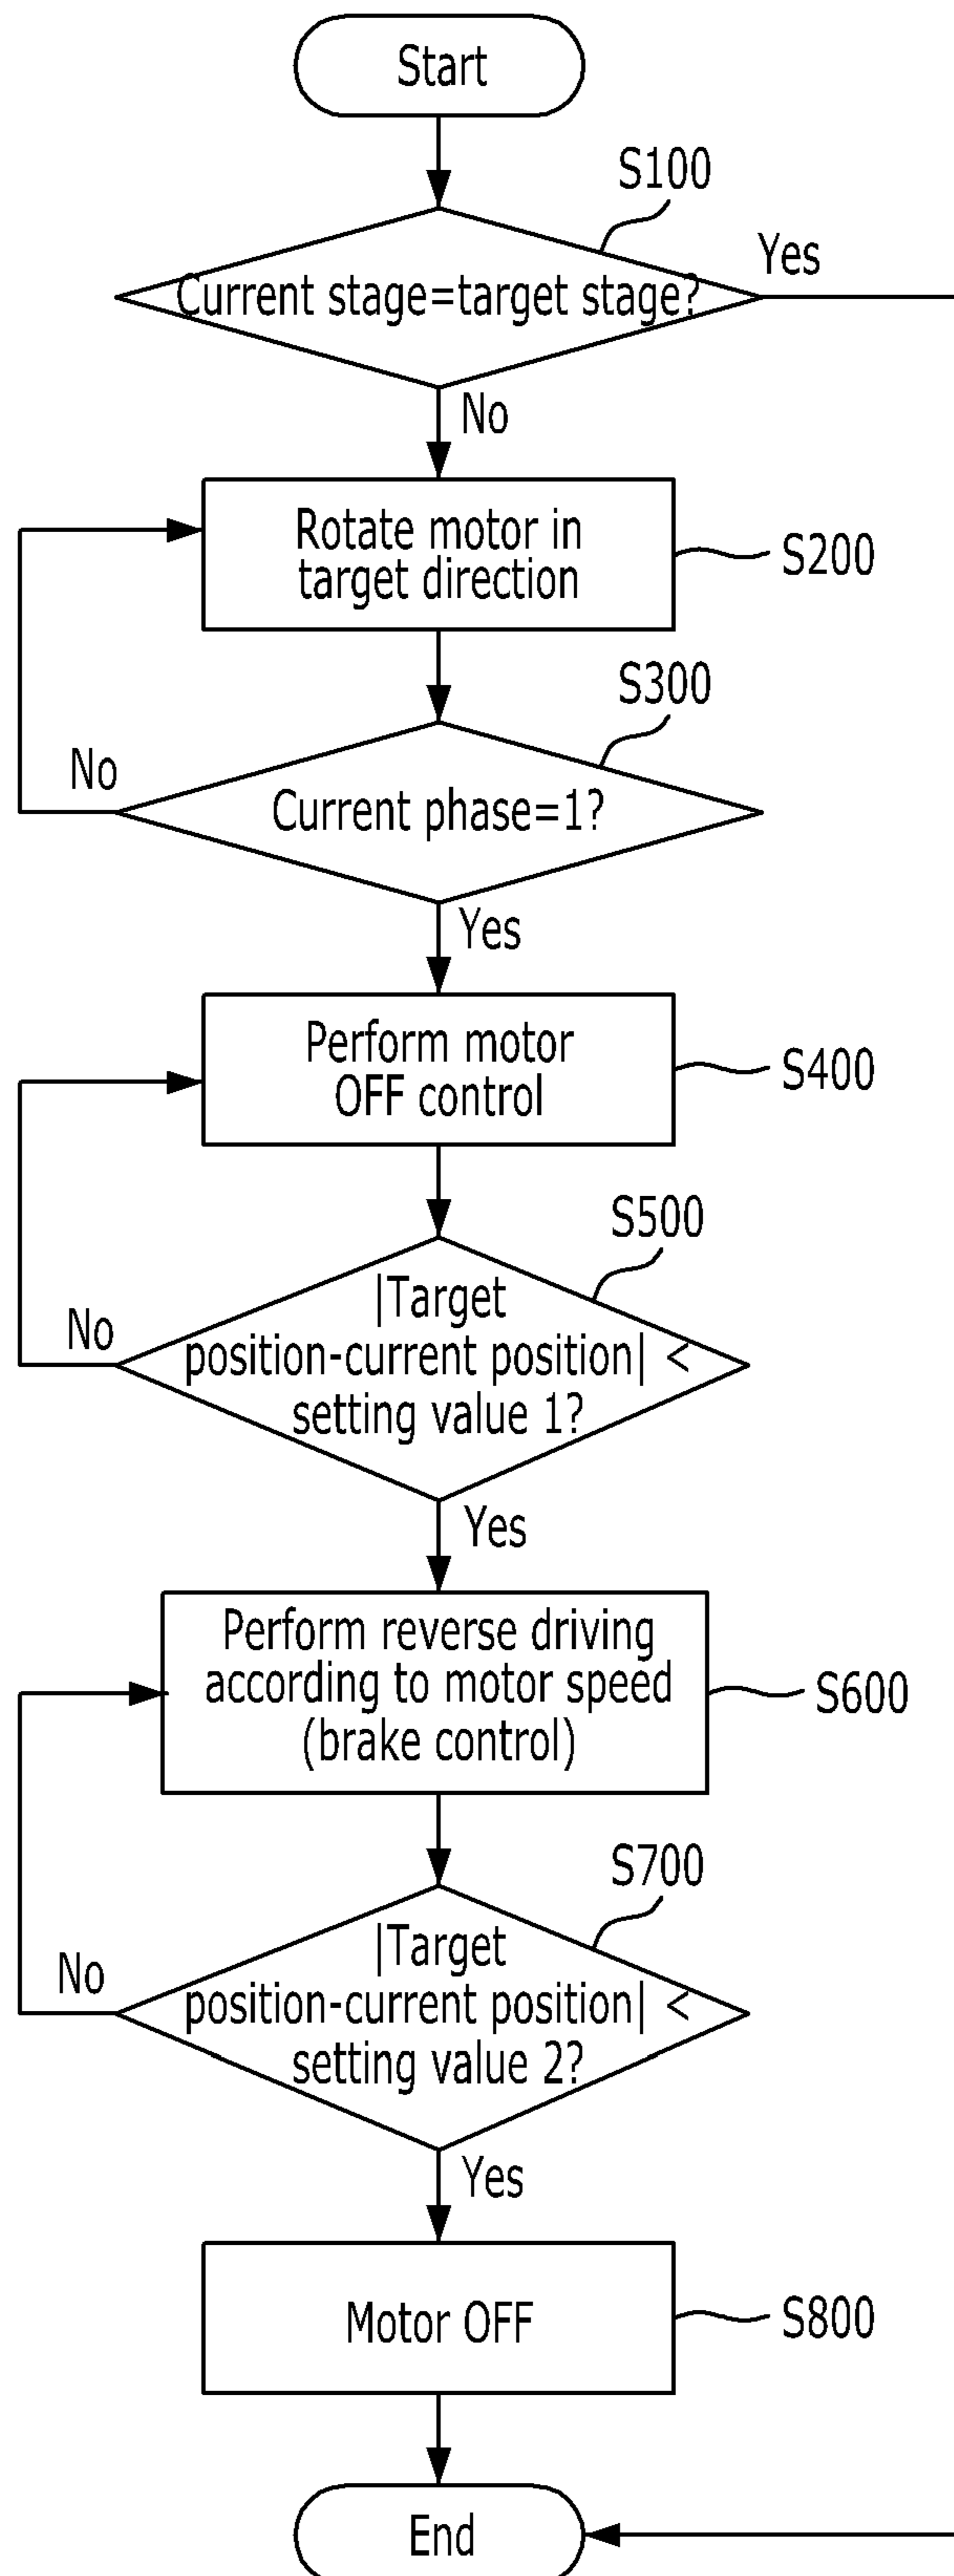 Start
S100
Yes
Current stage=target stage?
No
Rotate motor in
target direction
S200
S300
No
Current phase=1?
Yes
Perform motor
OFF control
S400
S500
|Target
No
position-current position| <
setting value 1?
Yes
Perform reverse driving
according to motor speed
(brake control)
S600
S700
|Target
No
position-current position| <
setting value 2?
Yes
Motor OFF
S800
End